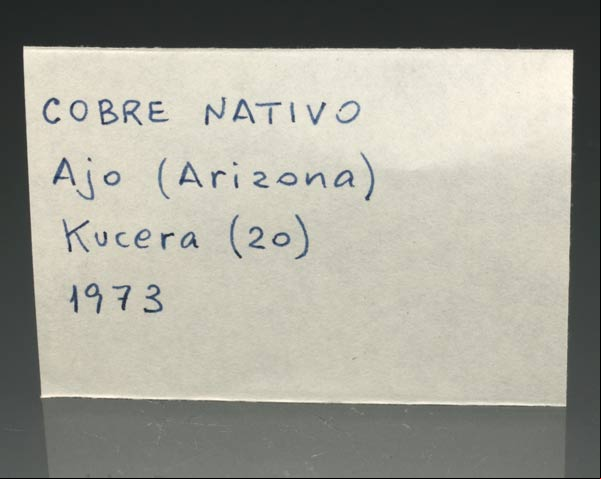 COBRE NATIVO
Ajo (Arizona)
Kucera (20)
1973